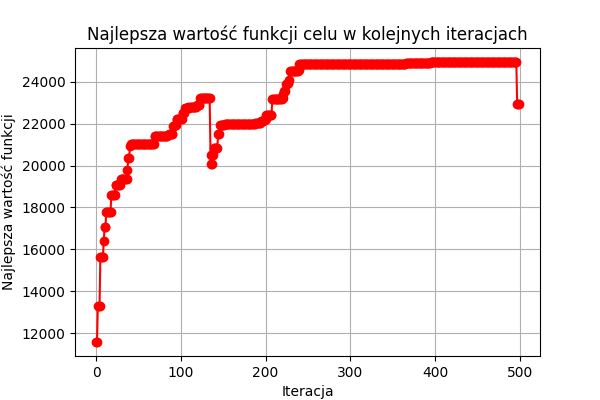 Najlepsza wartość funkcji celu w kolejnych iteracjach
Najlepsza wartość funkcji
24000
22000
20000
18000
16000
14000
12000
0 100 200 300 400 500
Iteracja